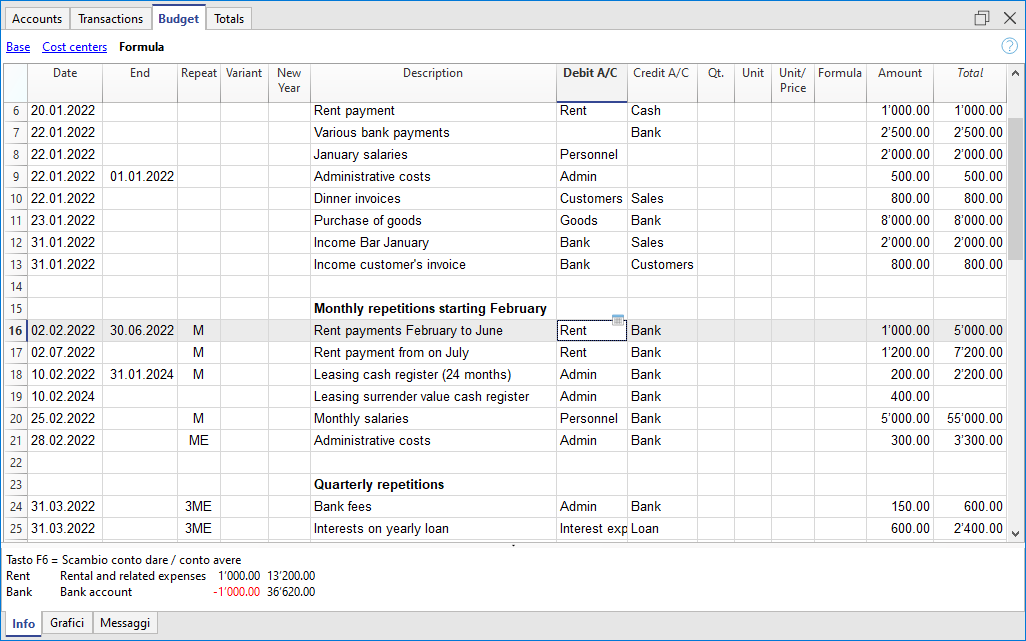 Accounts Transactions Budget Totals
Base Cost centers Formula ?
Date End Repeat Variant New Year Description Debit A/C Credit A/C Qt. Unit Unit/ Price Formula Amount Total
6 20.01.2022 Rent payment Rent Cash 1'000.00 1'000.00
7 22.01.2022 Various bank payments Bank 2'500.00 2'500.00
8 22.01.2022 January salaries Personnel 2'000.00 2'000.00
9 22.01.2022 01.01.2022 Administrative costs Admin 500.00 500.00
10 22.01.2022 Dinner invoices Customers Sales 800.00 800.00
11 23.01.2022 Purchase of goods Goods Bank 8'000.00 8'000.00
12 31.01.2022 Income Bar January Bank Sales 2'000.00 2'000.00
13 31.01.2022 Income customer's invoice Bank Customers 800.00 800.00
14
15 Monthly repetitions starting February
16 02.02.2022 30.06.2022 M Rent payments February to June Rent Bank 1'000.00 5'000.00
17 02.07.2022 M Rent payment from on July Rent Bank 1'200.00 7'200.00
18 10.02.2022 31.01.2024 M Leasing cash register (24 months) Admin Bank 200.00 2'200.00
19 10.02.2024 Leasing surrender value cash register Admin Bank 400.00
20 25.02.2022 M Monthly salaries Personnel Bank 5'000.00 55'000.00
21 28.02.2022 ME Administrative costs Admin Bank 300.00 3'300.00
22
23 Quarterly repetitions
24 31.03.2022 3ME Bank fees Admin Bank 150.00 600.00
25 31.03.2022 3ME Interests on yearly loan Interest exp Loan 600.00 2'400.00
Tasto F6 = Scambio conto dare / conto avere
Rent Rental and related expenses 1'000.00 13'200.00
Bank Bank account -1'000.00 36'620.00
Info Grafici Messaggi